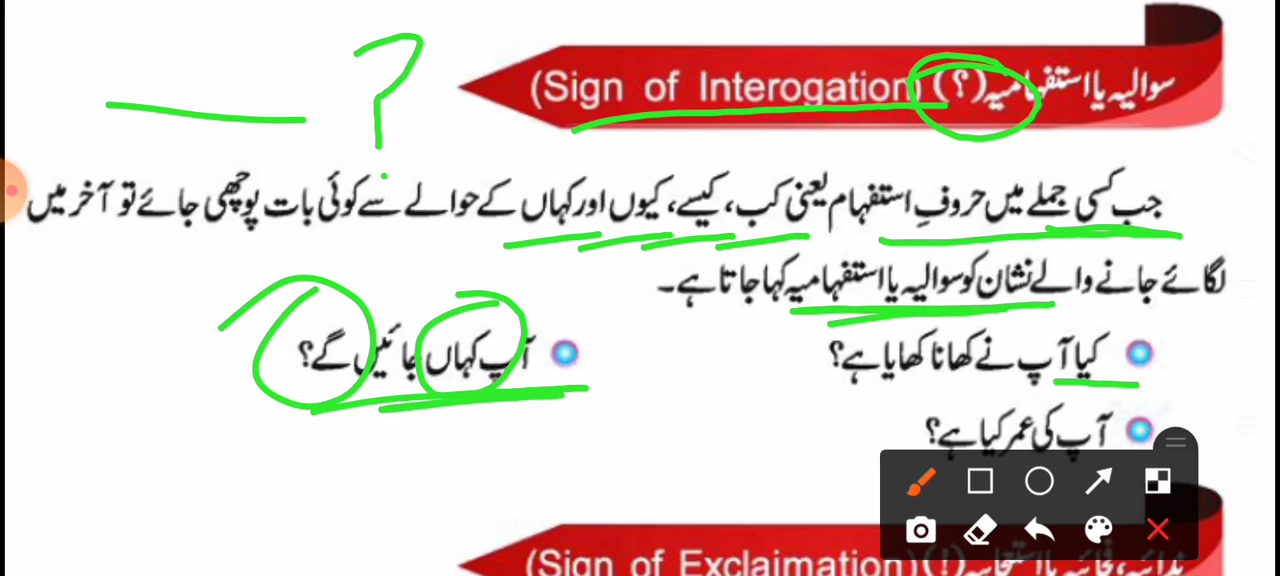 سوالیہ یا استفہامیہ (؟) (Sign of Interogation)
جب کسی جملے میں حروفِ استفہام یعنی کب، کیسے، کیوں اور کہاں کے حوالے سے کوئی بات پوچھی جائے تو آخر میں
لگائے جانے والے نشان کو سوالیہ یا استفہامیہ کہا جاتا ہے۔
کیا آپ نے کھانا کھایا ہے؟ آپ کہاں جائیں گے؟
آپ کی عمر کیا ہے؟
(!) (Sign of Exclaimation)